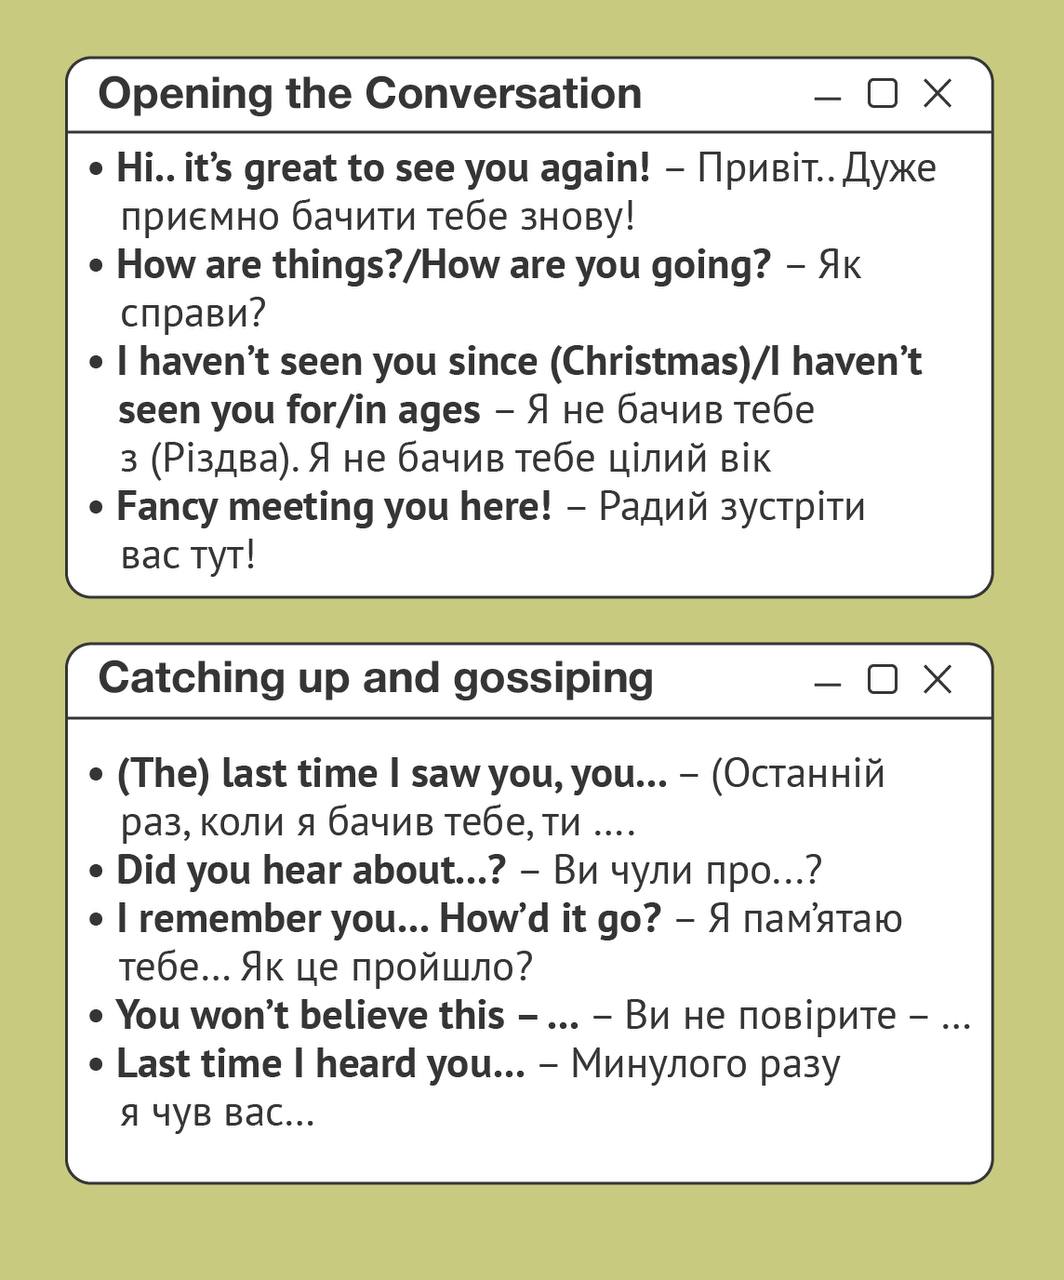 Opening the Conversation
• Hi.. it’s great to see you again! – Привіт.. Дуже
приємно бачити тебе знову!
• How are things?/How are you going? – Як
справи?
• I haven’t seen you since (Christmas)/I haven’t
seen you for/in ages – Я не бачив тебе
з (Різдва). Я не бачив тебе цілий вік
• Fancy meeting you here! – Радий зустріти
вас тут!
Catching up and gossiping
• (The) last time I saw you, you... – (Останній
раз, коли я бачив тебе, ти ....
• Did you hear about...? – Ви чули про...?
• I remember you... How’d it go? – Я пам’ятаю
тебе... Як це пройшло?
• You won’t believe this – ... – Ви не повірите – ...
• Last time I heard you... – Минулого разу
я чув вас...